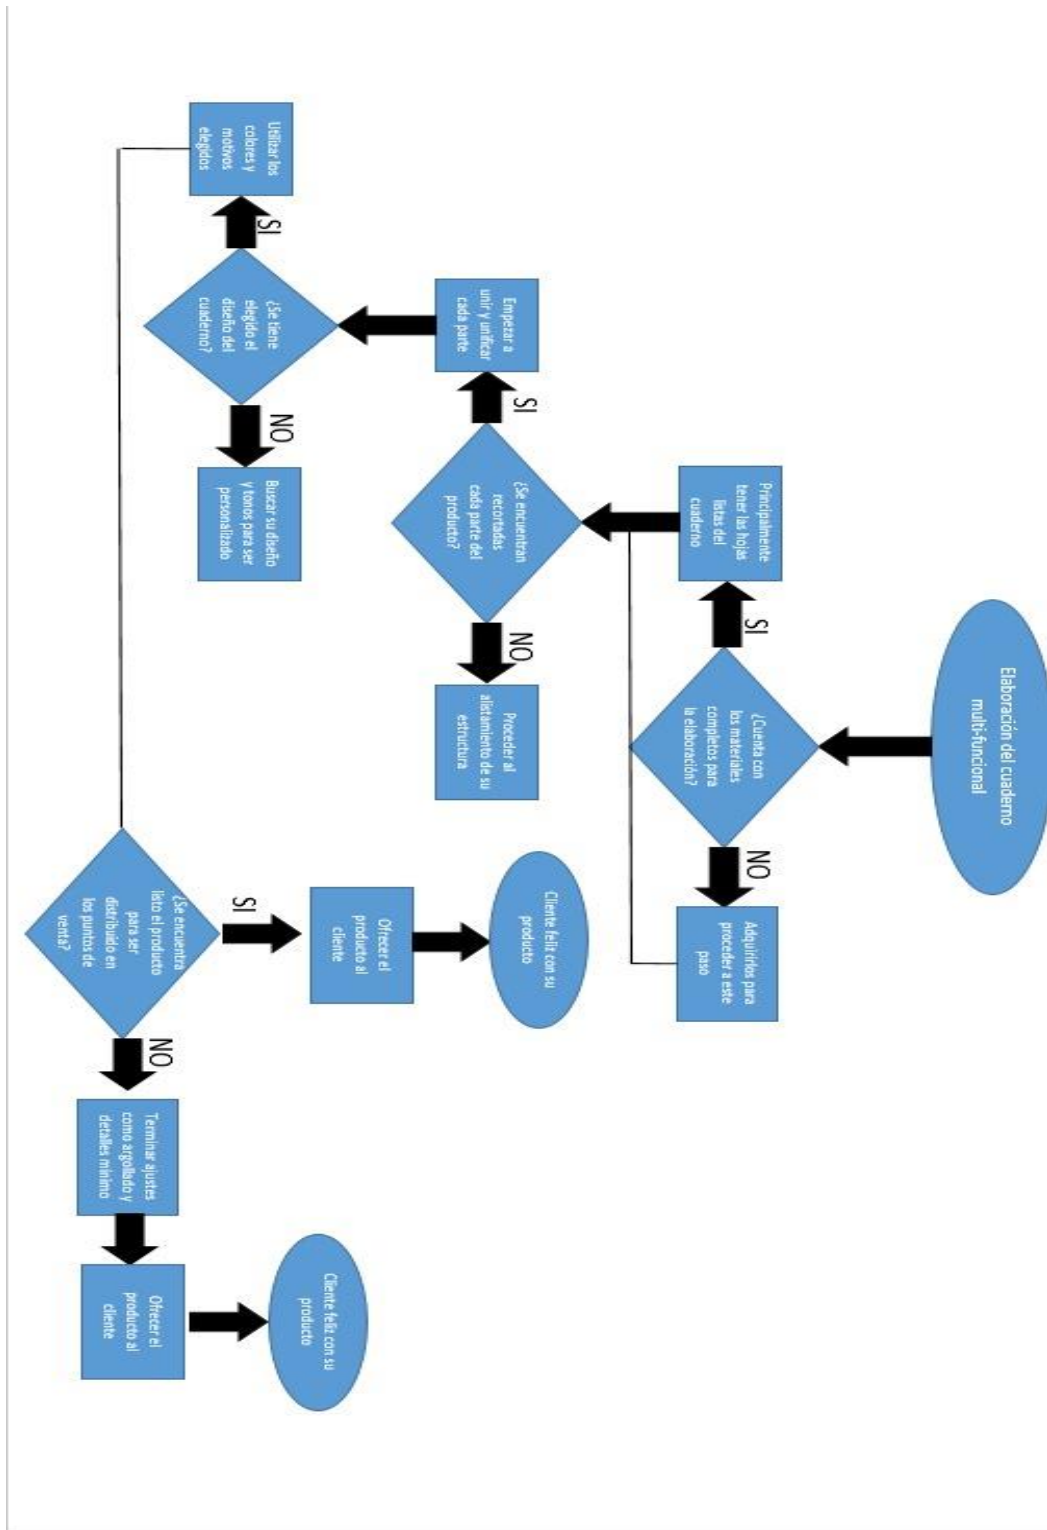 Elaboración del cuaderno
multi-funcional
¿Cuenta con
los materiales
completos para
la elaboración?
SI
NO
Principalmente
tener las hojas
listas del
cuaderno
Adquirirlos para
proceder a este
paso
¿Se encuentran
recortadas
cada parte del
producto?
SI
NO
Empezar a
unir y unificar
cada parte
Proceder al
alistamiento de su
estructura
¿Se tiene
elegido el
diseño del
cuaderno?
SI
NO
Utilizar los
colores y
motivos
elegidos
Buscar su diseño
y tonos para ser
personalizado
¿Se encuentra
listo el producto
para ser
distribuido en
los puntos de
venta?
SI
NO
Ofrecer el
producto al
cliente
Cliente feliz con su
producto
Terminar ajustes
como argollado y
detalles mínimo
Ofrecer el
producto al
cliente
Cliente feliz con su
producto